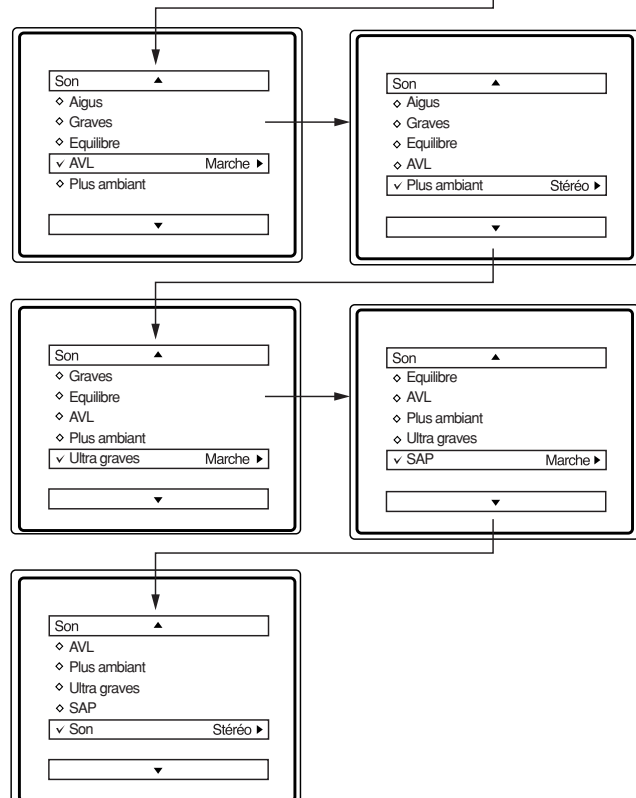 Son
Aigus
Graves
Equilibre
AVL Marche
Plus ambiant
Son
Aigus
Graves
Equilibre
AVL
Plus ambiant Stéréo
Son
Graves
Equilibre
AVL
Plus ambiant
Ultra graves Marche
Son
Equilibre
AVL
Plus ambiant
Ultra graves
SAP Marche
Son
AVL
Plus ambiant
Ultra graves
SAP
Son Stéréo